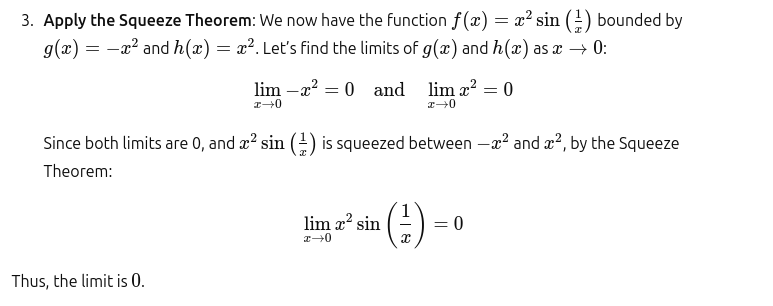 3. Apply the Squeeze Theorem: We now have the function f(x) = x² sin (1/x) bounded by
g(x) = −x² and h(x) = x². Let's find the limits of g(x) and h(x) as x → 0:
lim x→0 −x² = 0 and lim x→0 x² = 0
Since both limits are 0, and x² sin (1/x) is squeezed between −x² and x², by the Squeeze
Theorem:
lim x→0 x² sin (1/x) = 0
Thus, the limit is 0.